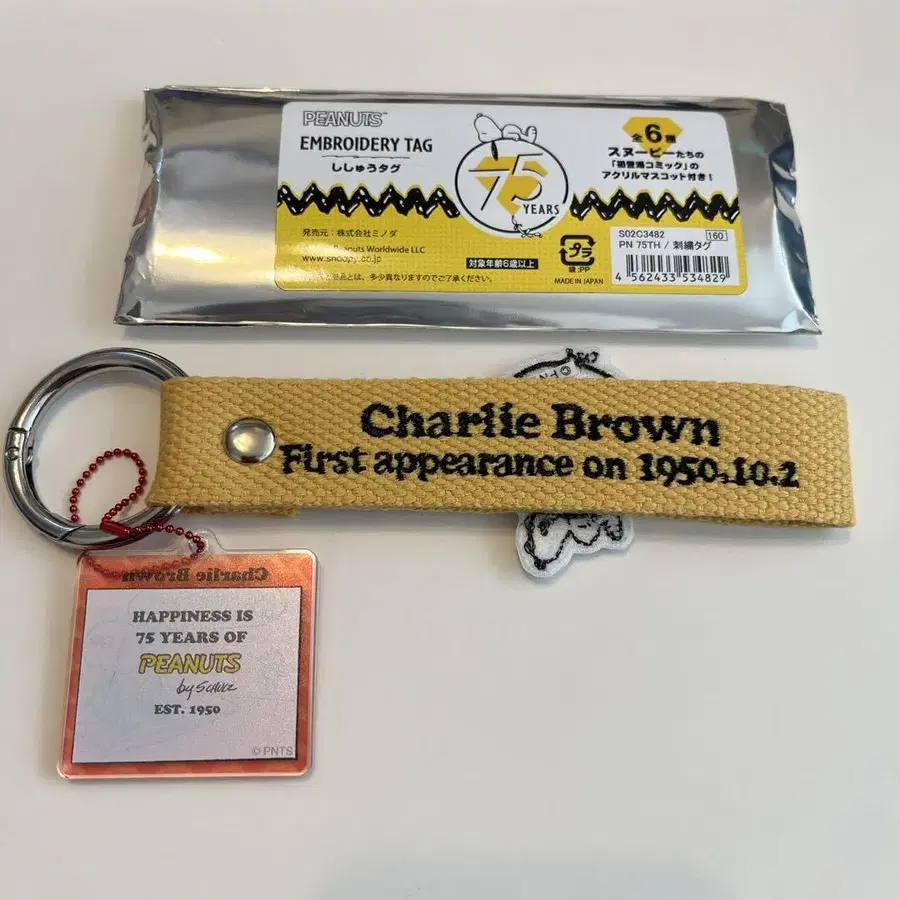 PEANUTS™
EMBROIDERY TAG
ししゅうタグ
75
YEARS
全6種
スヌーピーたちの
「初登場コミック」の
アクリルマスコット付き!
発売元:株式会社ミノダ
Peanuts Worldwide LLC
www.snoopy.co.jp
品とは、多少異なりますのでご了承ください。
対象年齢6歳以上
プラ
袋:PP
MADE IN JAPAN
S02C3482 160
PN 75TH / 刺繍タグ
4 562433 534829
Charlie Brown
First appearance on 1950.10.2
Charlie Brown
HAPPINESS IS
75 YEARS OF
PEANUTS
by SCHULZ
EST. 1950
© PNTS